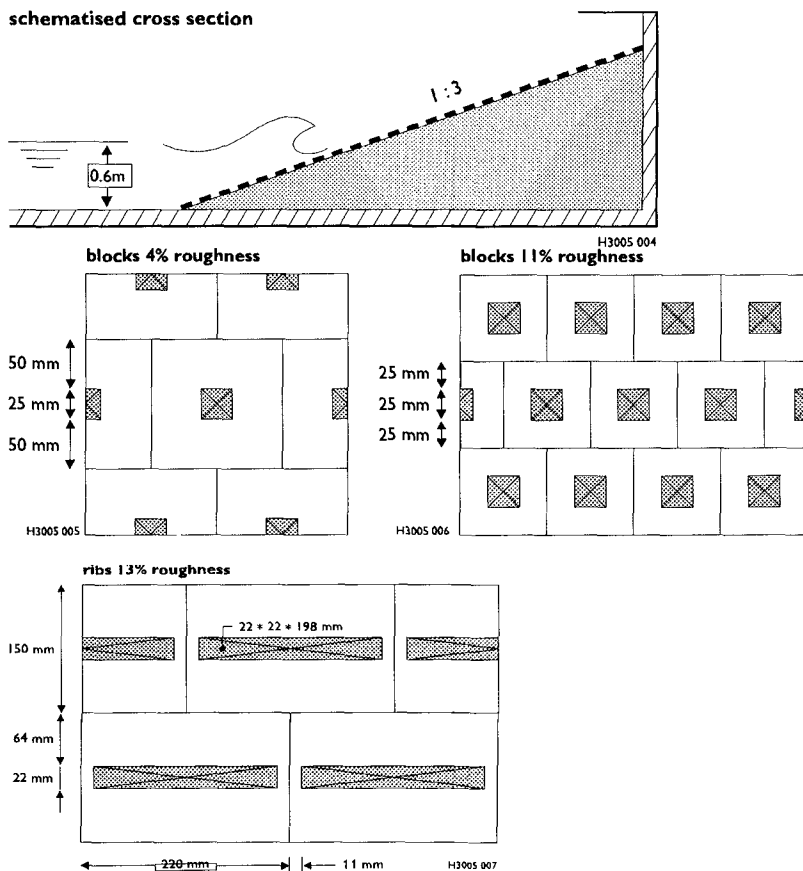 schematised cross section
1 : 3
0.6m
H3005 004
blocks 4% roughness
50 mm
25 mm
50 mm
H3005 005
blocks 11% roughness
25 mm
25 mm
25 mm
H3005 006
ribs 13% roughness
22 * 22 * 198 mm
150 mm
64 mm
22 mm
220 mm
11 mm
H3005 007